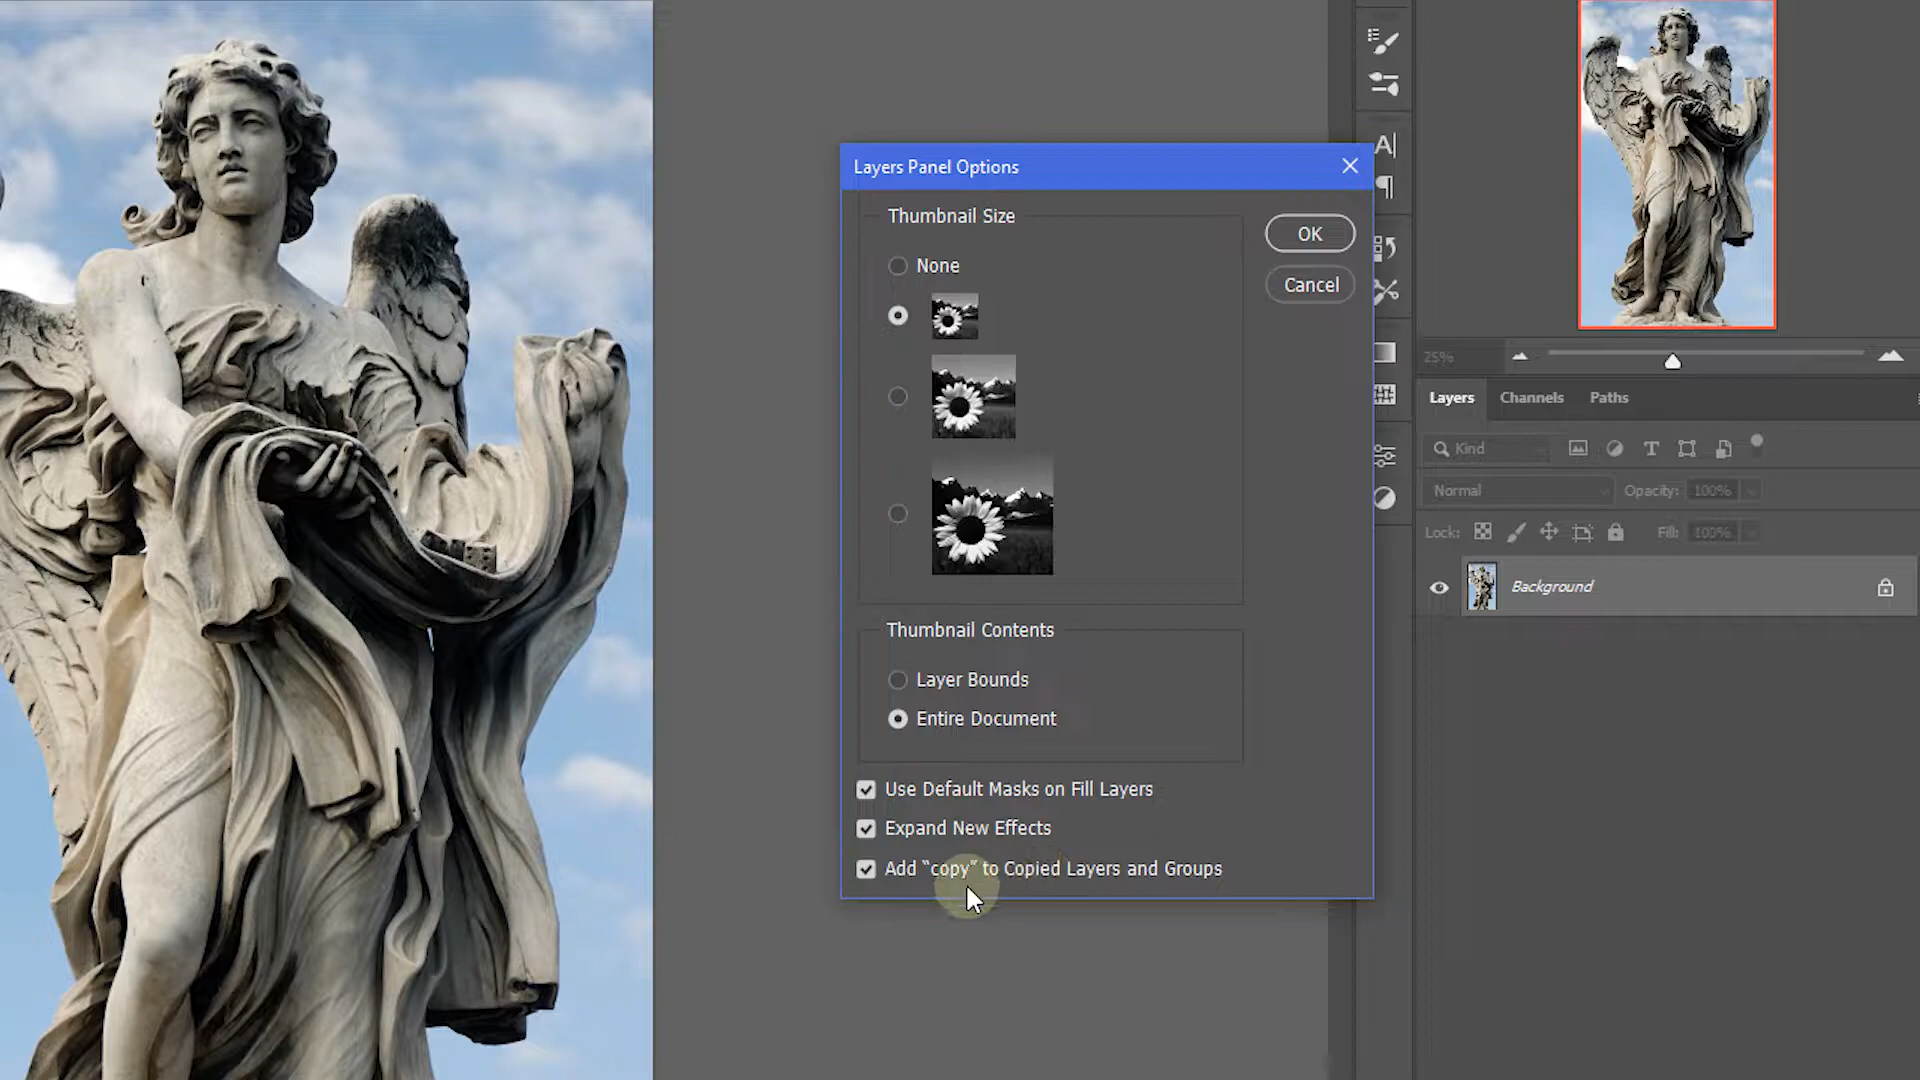 Layers Panel Options
Thumbnail Size
OK
None
Cancel
Thumbnail Contents
Layer Bounds
Entire Document
Use Default Masks on Fill Layers
Expand New Effects
Add “copy” to Copied Layers and Groups
25%
Layers Channels Paths
Kind
Normal Opacity: 100%
Lock: Fill: 100%
Background